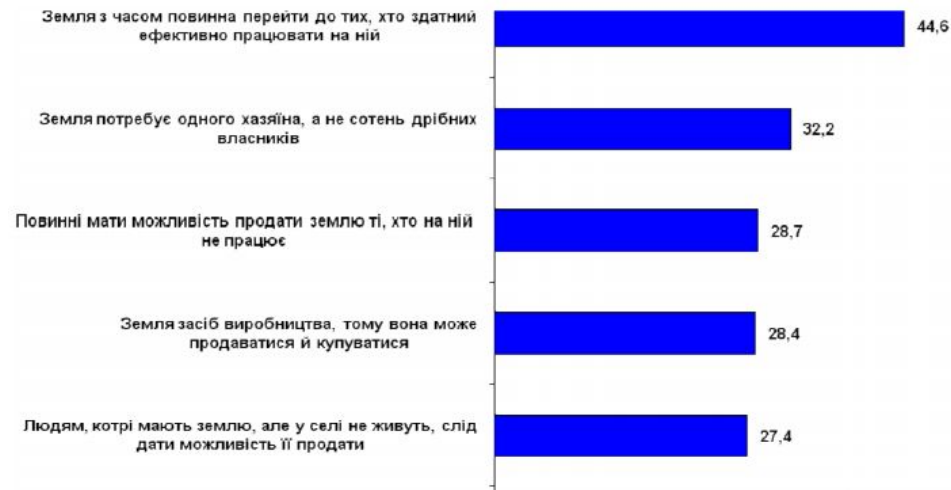 Земля з часом повинна перейти до тих, хто здатний
ефективно працювати на ній
44,6
Земля потребує одного хазяїна, а не сотень дрібних
власників
32,2
Повинні мати можливість продати землю ті, хто на ній
не працює
28,7
Земля засіб виробництва, тому вона може
продаватися й купуватися
28,4
Людям, котрі мають землю, але у селі не живуть, слід
дати можливість її продати
27,4